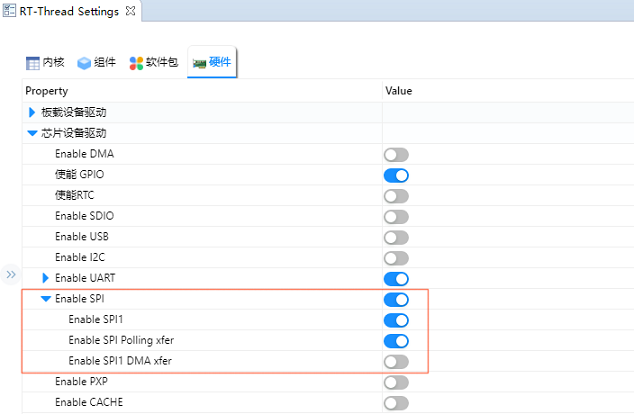 RT-Thread Settings
内核 组件 软件包 硬件
Property Value
板载设备驱动
芯片设备驱动
Enable DMA
使能 GPIO
使能RTC
Enable SDIO
Enable USB
Enable I2C
Enable UART
Enable SPI
Enable SPI1
Enable SPI Polling xfer
Enable SPI1 DMA xfer
Enable PXP
Enable CACHE